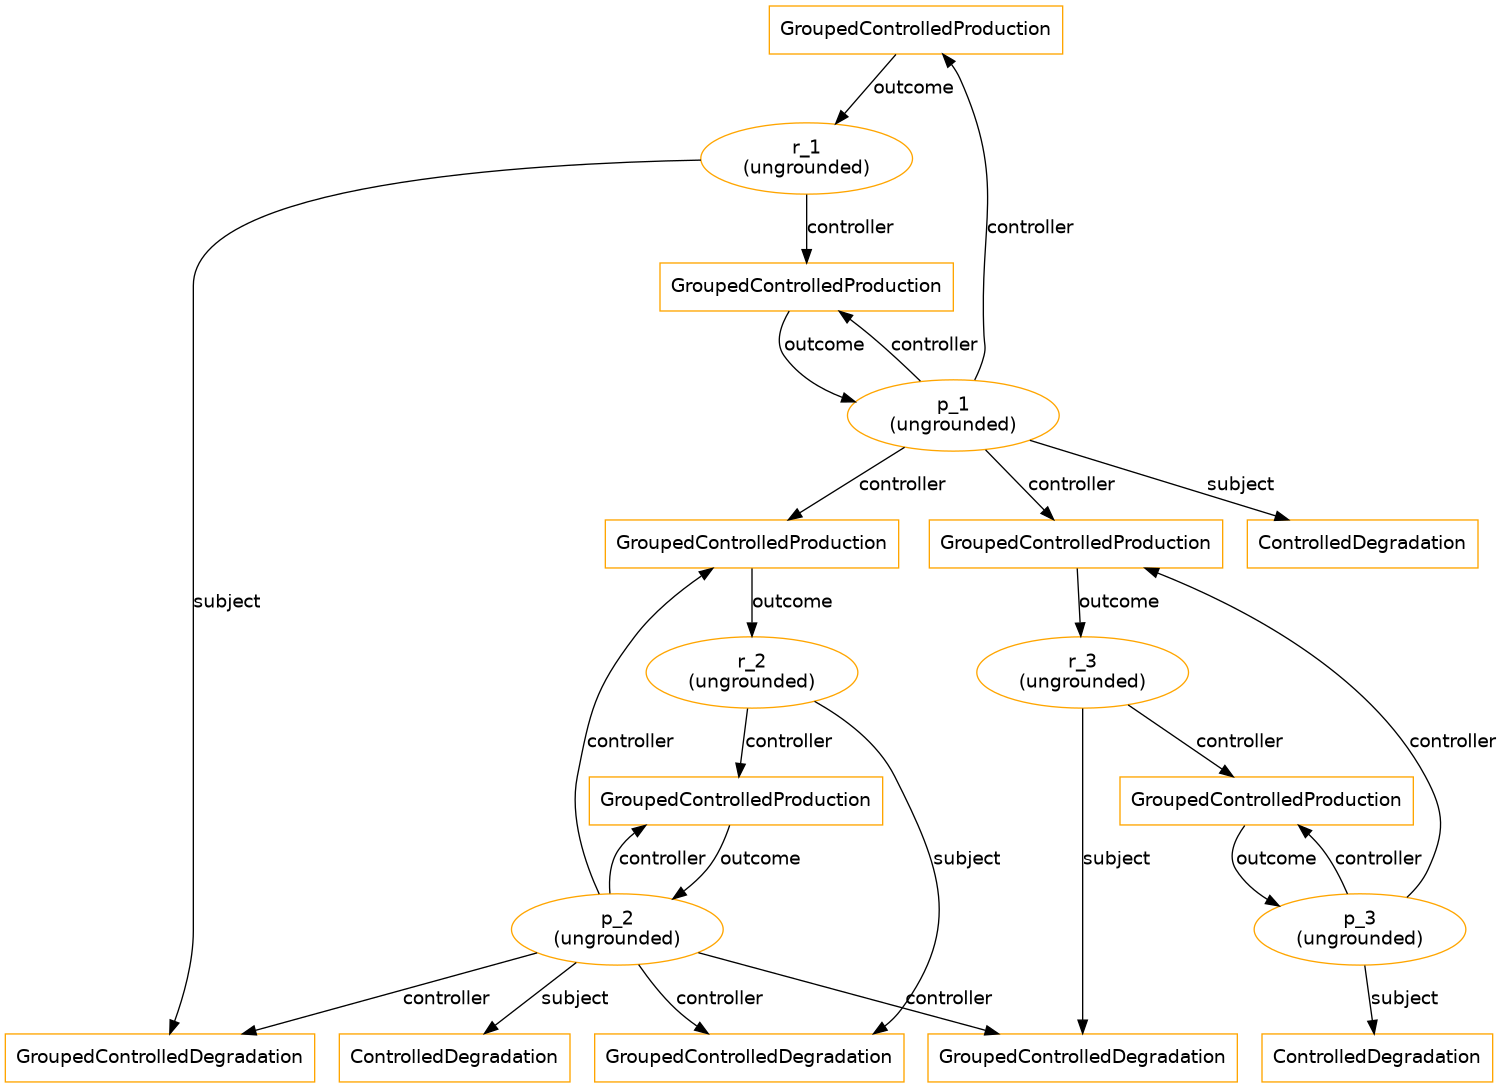 GroupedControlledProduction
outcome
r_1
(ungrounded)
controller
controller
GroupedControlledProduction
outcome
controller
p_1
(ungrounded)
controller
controller
subject
GroupedControlledProduction
GroupedControlledProduction
ControlledDegradation
subject
outcome
outcome
r_2
(ungrounded)
r_3
(ungrounded)
controller
controller
controller
controller
GroupedControlledProduction
GroupedControlledProduction
controller
outcome
subject
subject
outcome
controller
p_2
(ungrounded)
p_3
(ungrounded)
controller
subject
controller
controller
subject
GroupedControlledDegradation
ControlledDegradation
GroupedControlledDegradation
GroupedControlledDegradation
ControlledDegradation